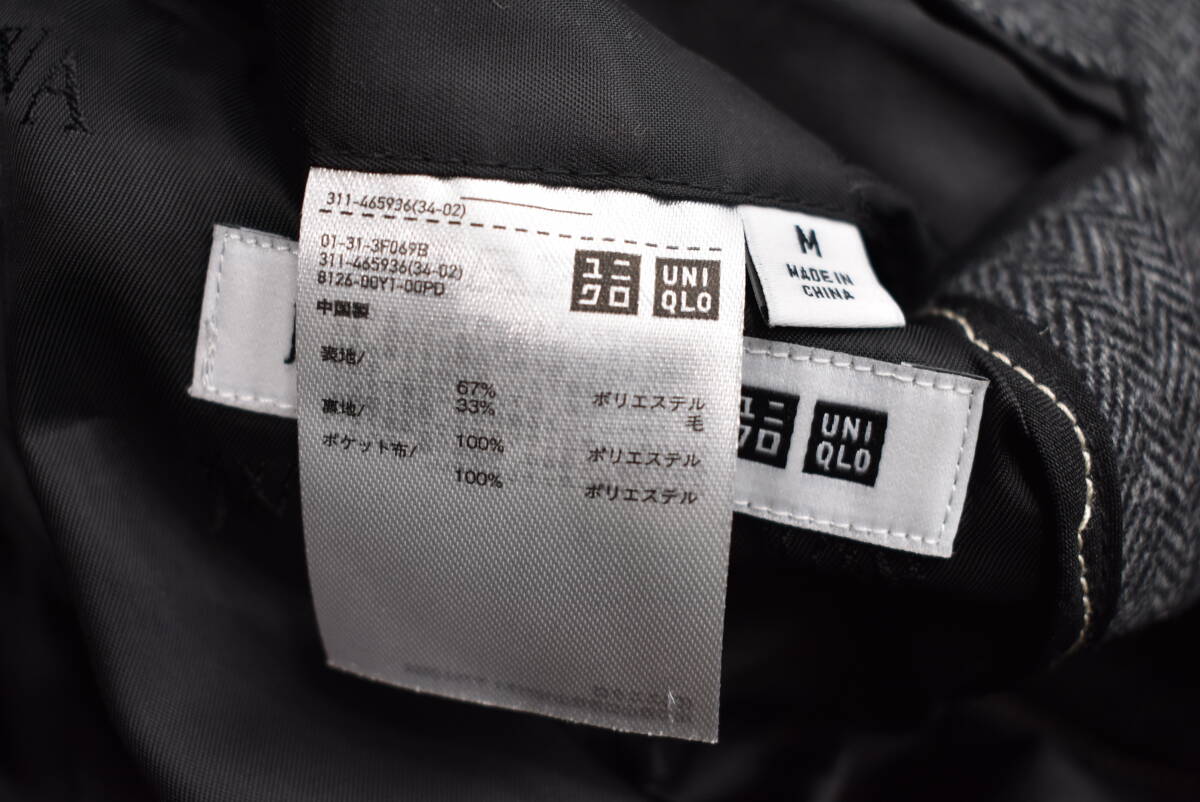 311-465936(34-02)
01-31-3F069B
311-465936(34-02)
8126-00Y1-00PD
中国製
ユニ
クロ
UNI
QLO
表地/
67% ポリエステル
33% 毛
裏地/
100% ポリエステル
ポケット布/
100% ポリエステル
M
MADE IN
CHINA
ユニ
クロ
UNI
QLO